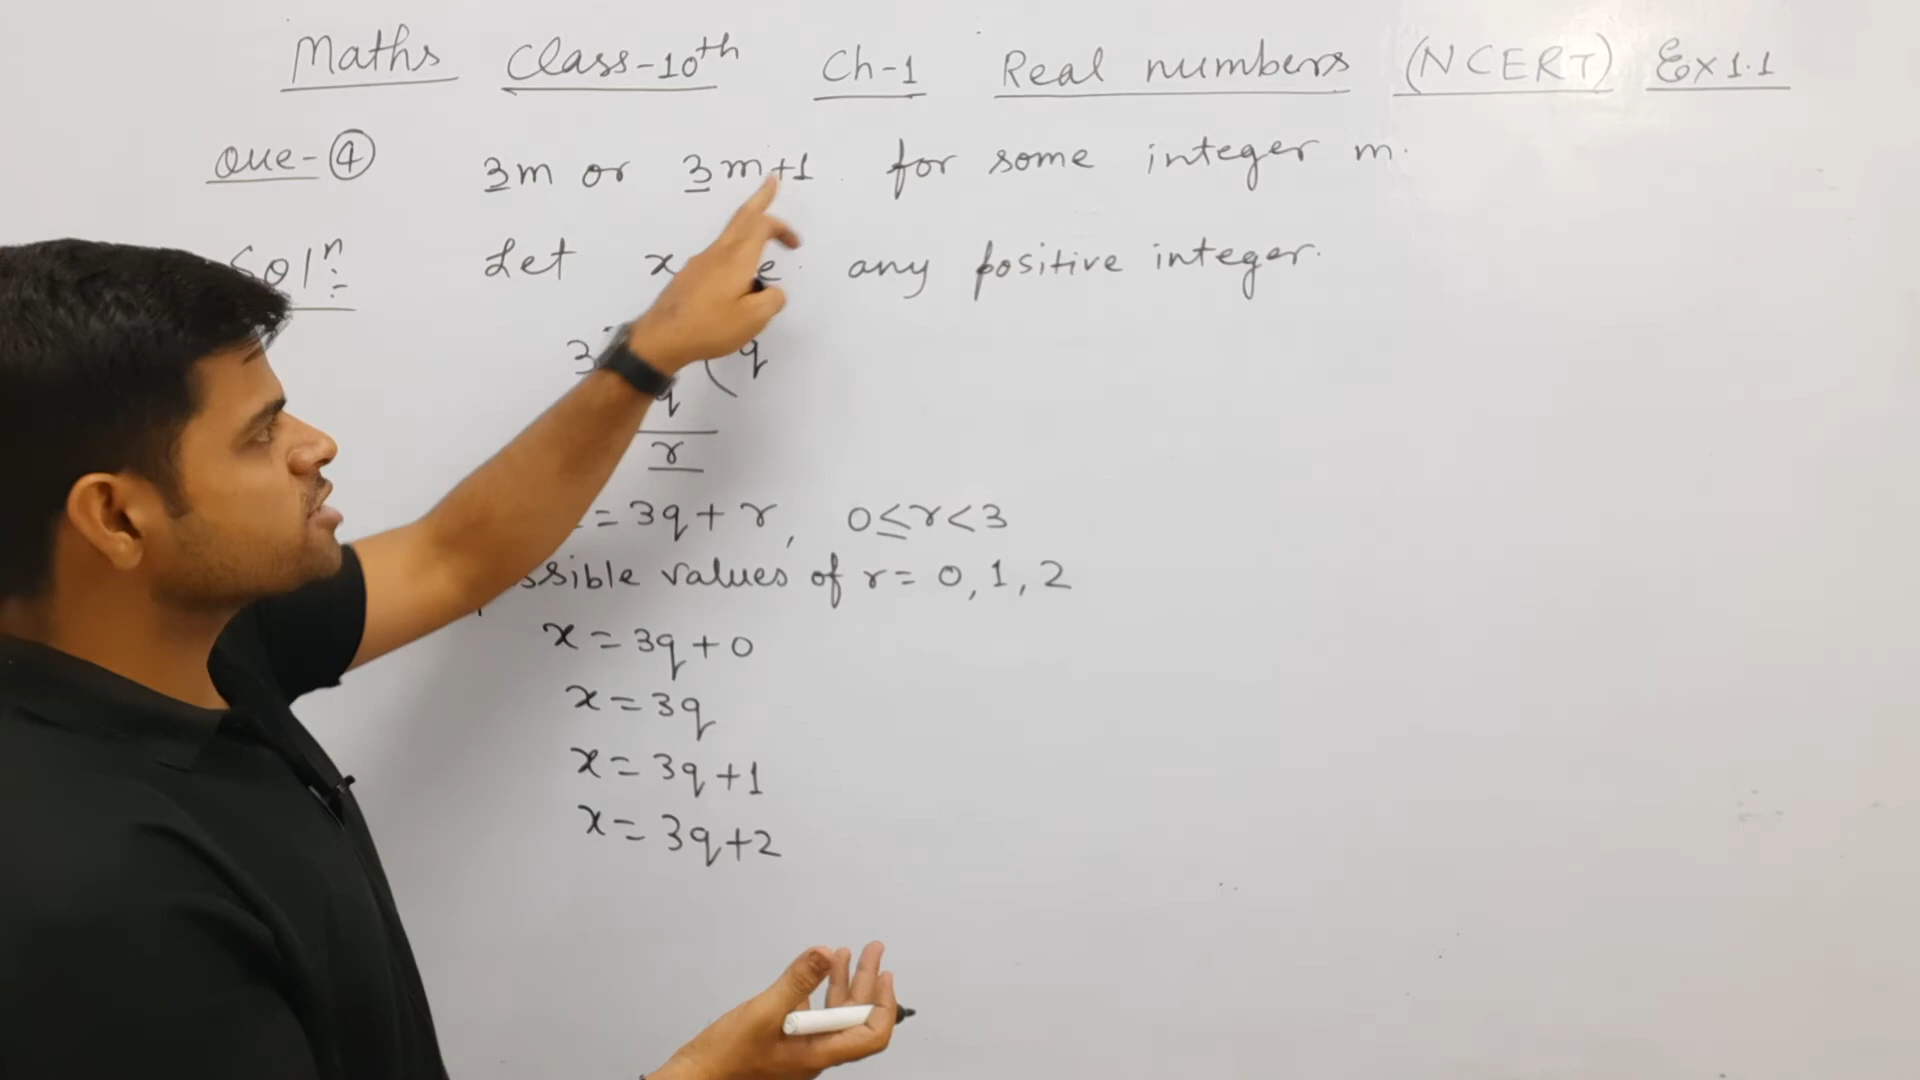 Maths Class-10th Ch-1 Real numbers (NCERT) Ex 1.1
Que-④ 3m or 3m+1 for some integer m.
Solⁿ:- Let x any positive integer.
3 q
q
r
= 3q + r, 0≤r<3
values of r = 0, 1, 2
x = 3q + 0
x = 3q
x = 3q + 1
x = 3q + 2